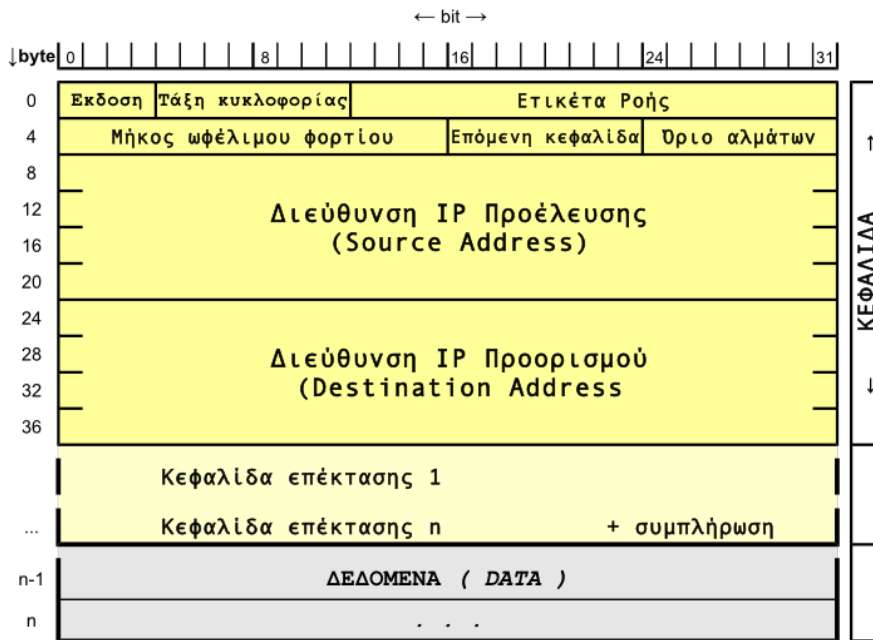 ← bit →
↓byte 0 8 16 24 31
0 Εκδοση Τάξη κυκλοφορίας Ετικέτα Ροής
4 Μήκος ωφέλιμου φορτίου Επόμενη κεφαλίδα Όριο αλμάτων
8
12 Διεύθυνση IP Προέλευσης
16 (Source Address)
20
24
28 Διεύθυνση IP Προορισμού
32 (Destination Address
36
← ΚΕΦΑΛΙΔΑ →
Κεφαλίδα επέκτασης 1
... Κεφαλίδα επέκτασης n + συμπλήρωση
n-1 ΔΕΔΟΜΕΝΑ ( DATA )
n . . .